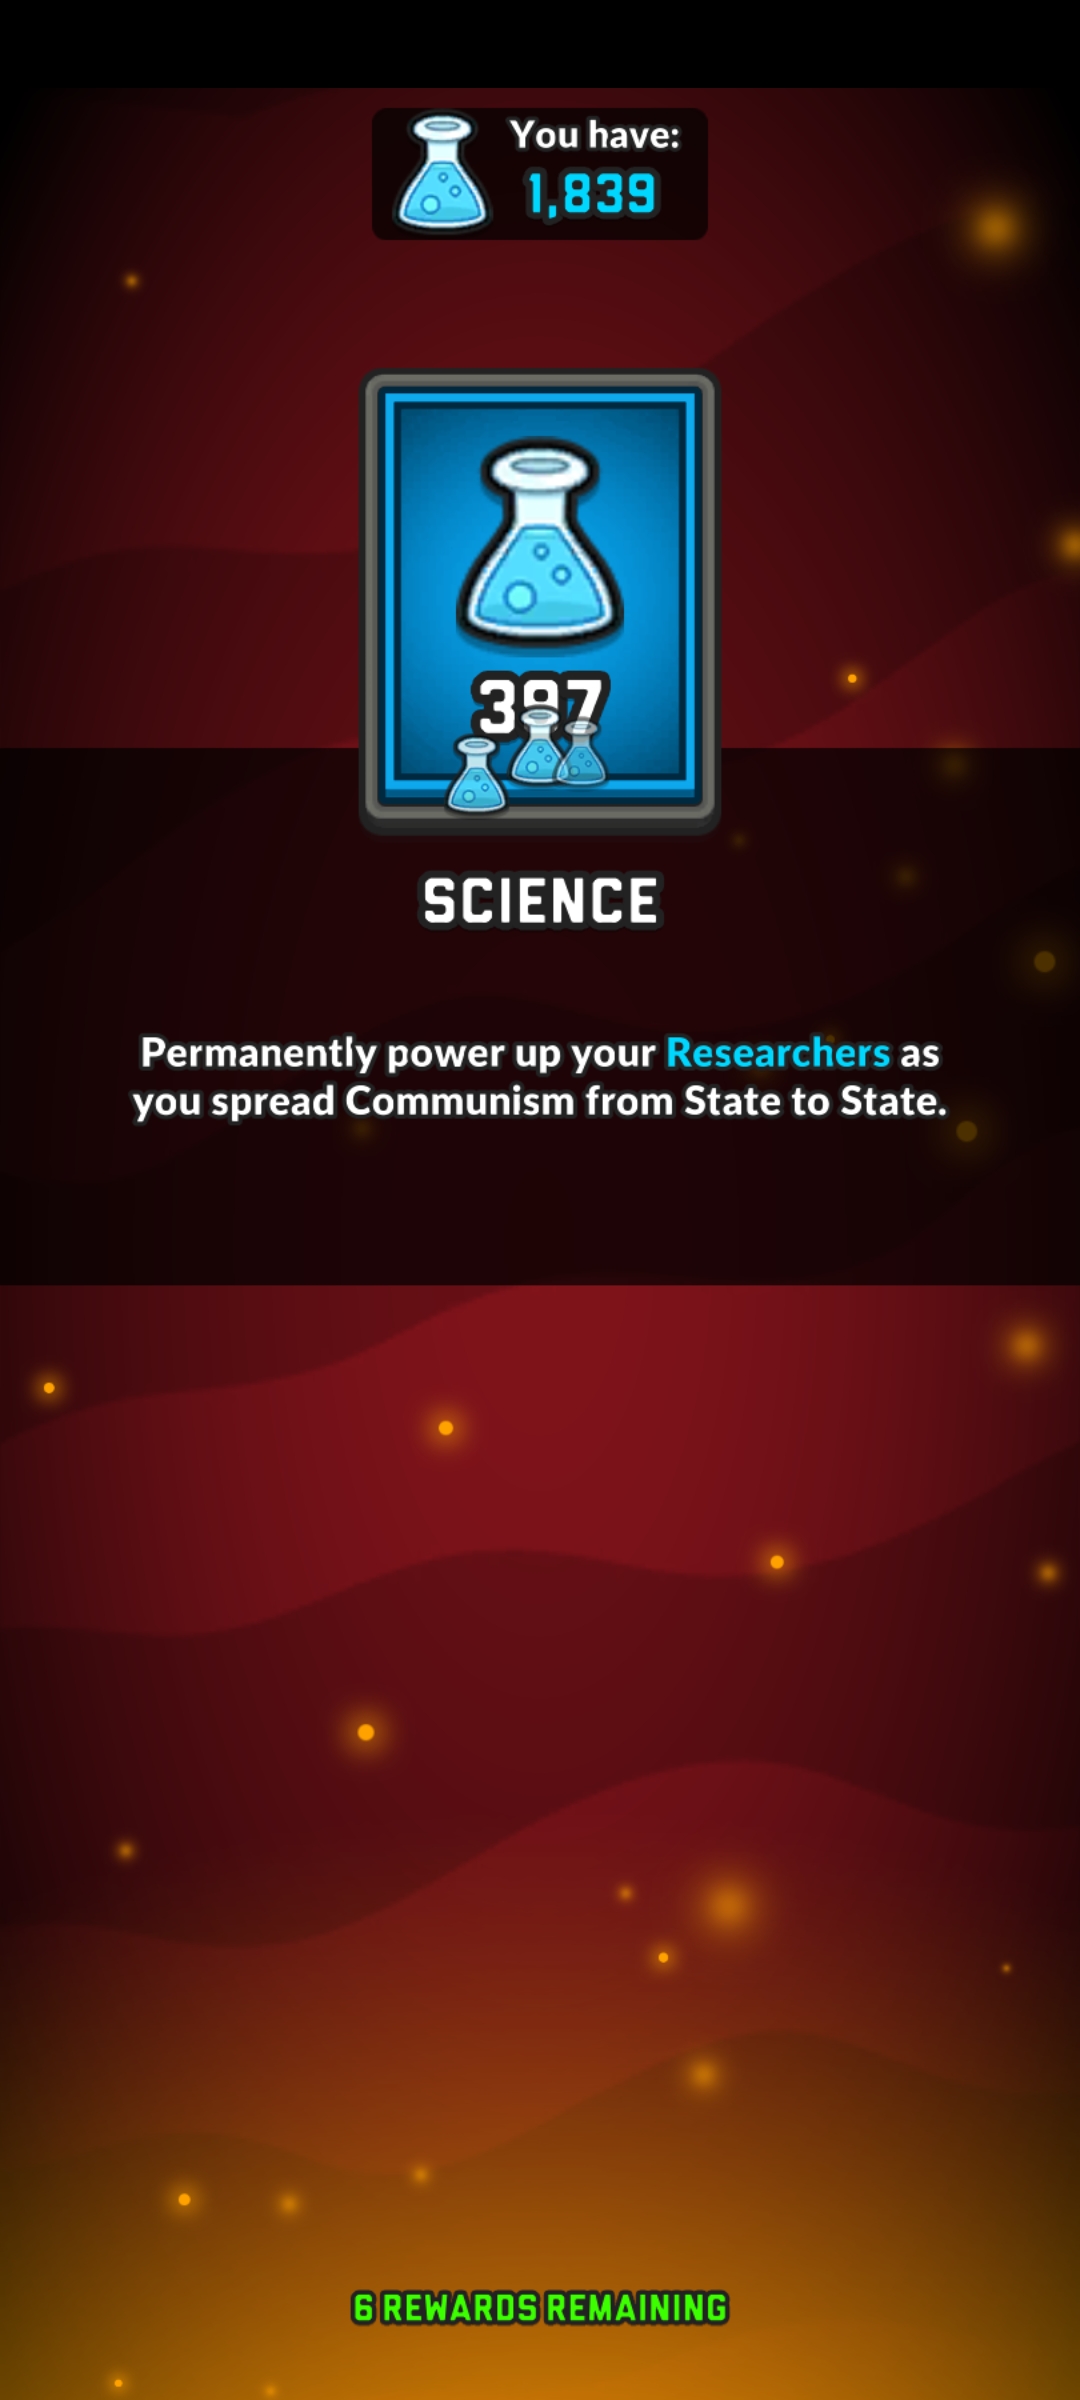 You have:
1,839
397
SCIENCE
Permanently power up your Researchers as
you spread Communism from State to State.
6 REWARDS REMAINING